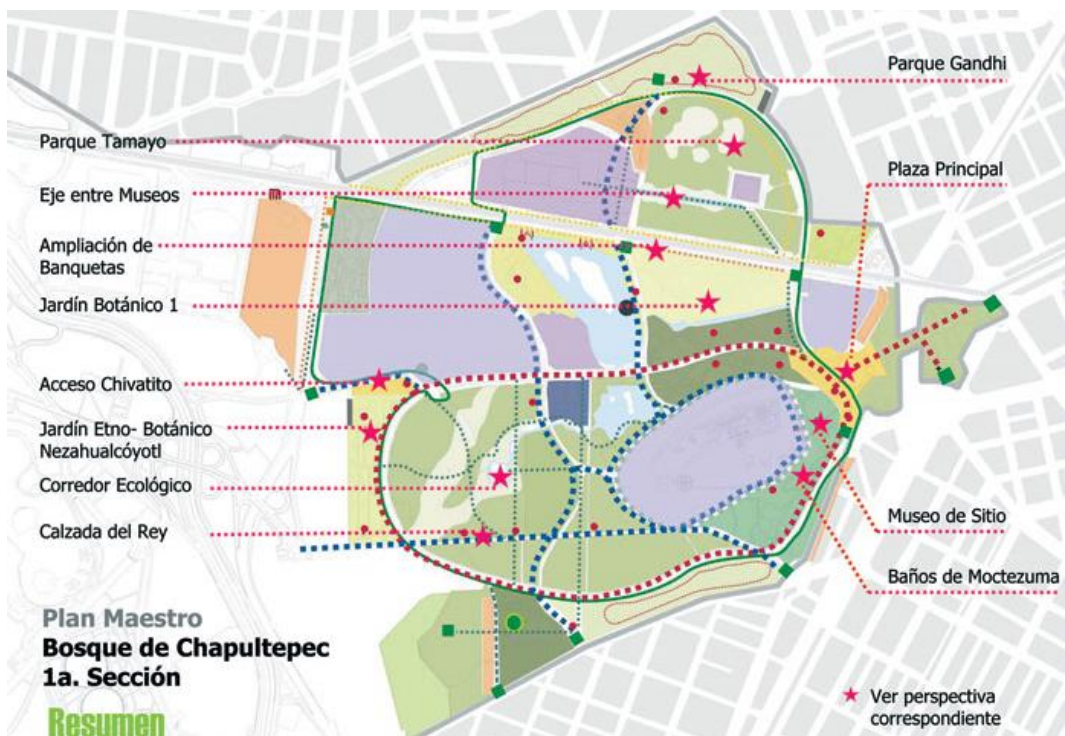 Parque Gandhi
Parque Tamayo
Plaza Principal
Eje entre Museos
Ampliación de
Banquetas
Jardín Botánico 1
Acceso Chivatito
Jardín Etno- Botánico
Nezahualcóyotl
Corredor Ecológico
Museo de Sitio
Calzada del Rey
Baños de Moctezuma
Plan Maestro
Bosque de Chapultepec
1a. Sección
Resumen
Ver perspectiva
correspondiente